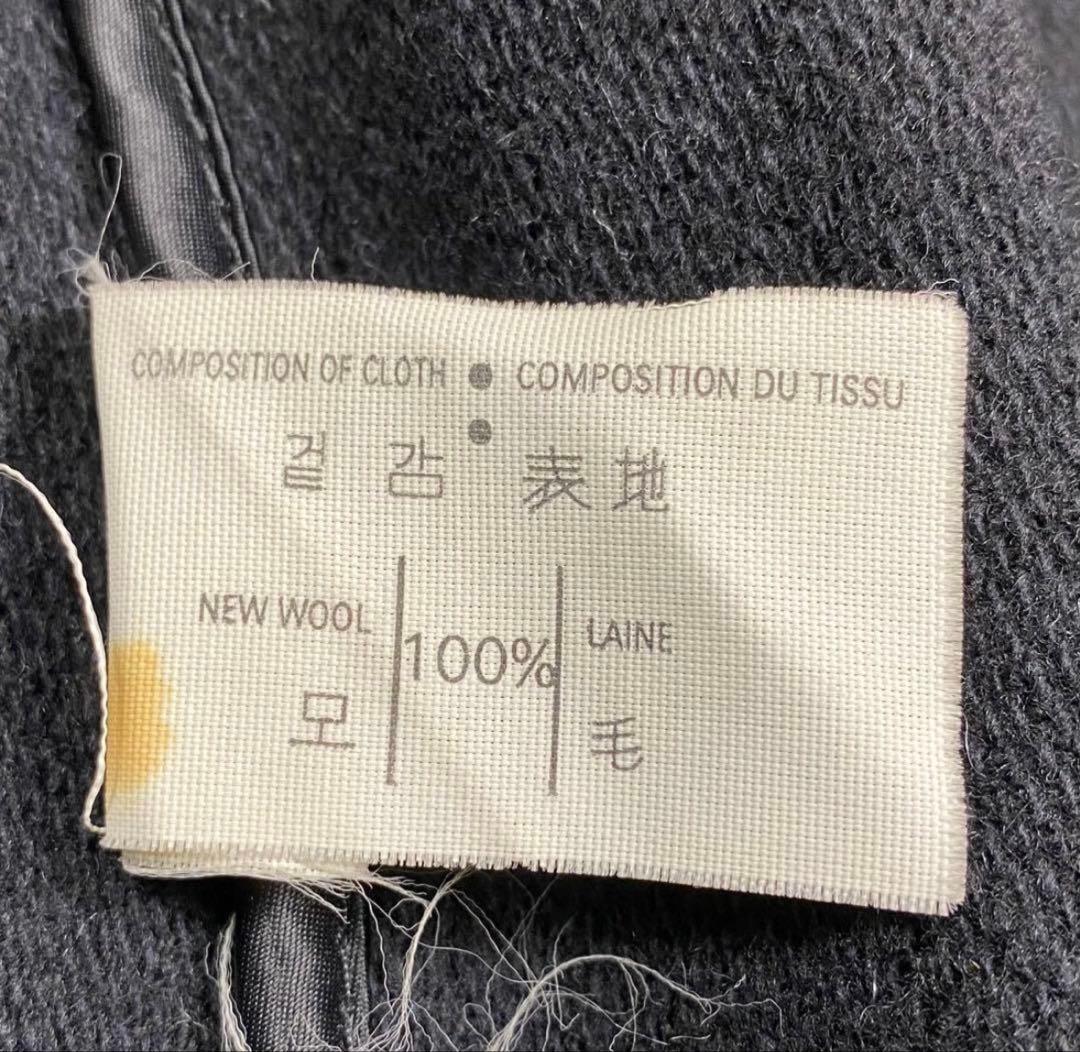 COMPOSITION OF CLOTH • COMPOSITION DU TISSU
겉 감 • 表 地
NEW WOOL 100% LAINE
모 毛